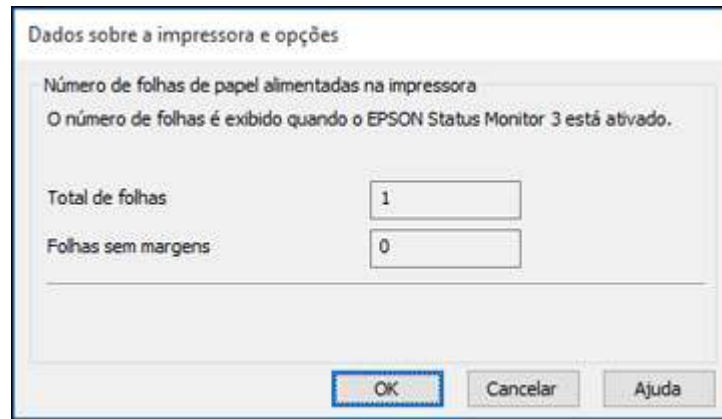 Dados sobre a impressora e opções
Número de folhas de papel alimentadas na impressora
O número de folhas é exibido quando o EPSON Status Monitor 3 está ativado.
Total de folhas 1
Folhas sem margens 0
OK Cancelar Ajuda